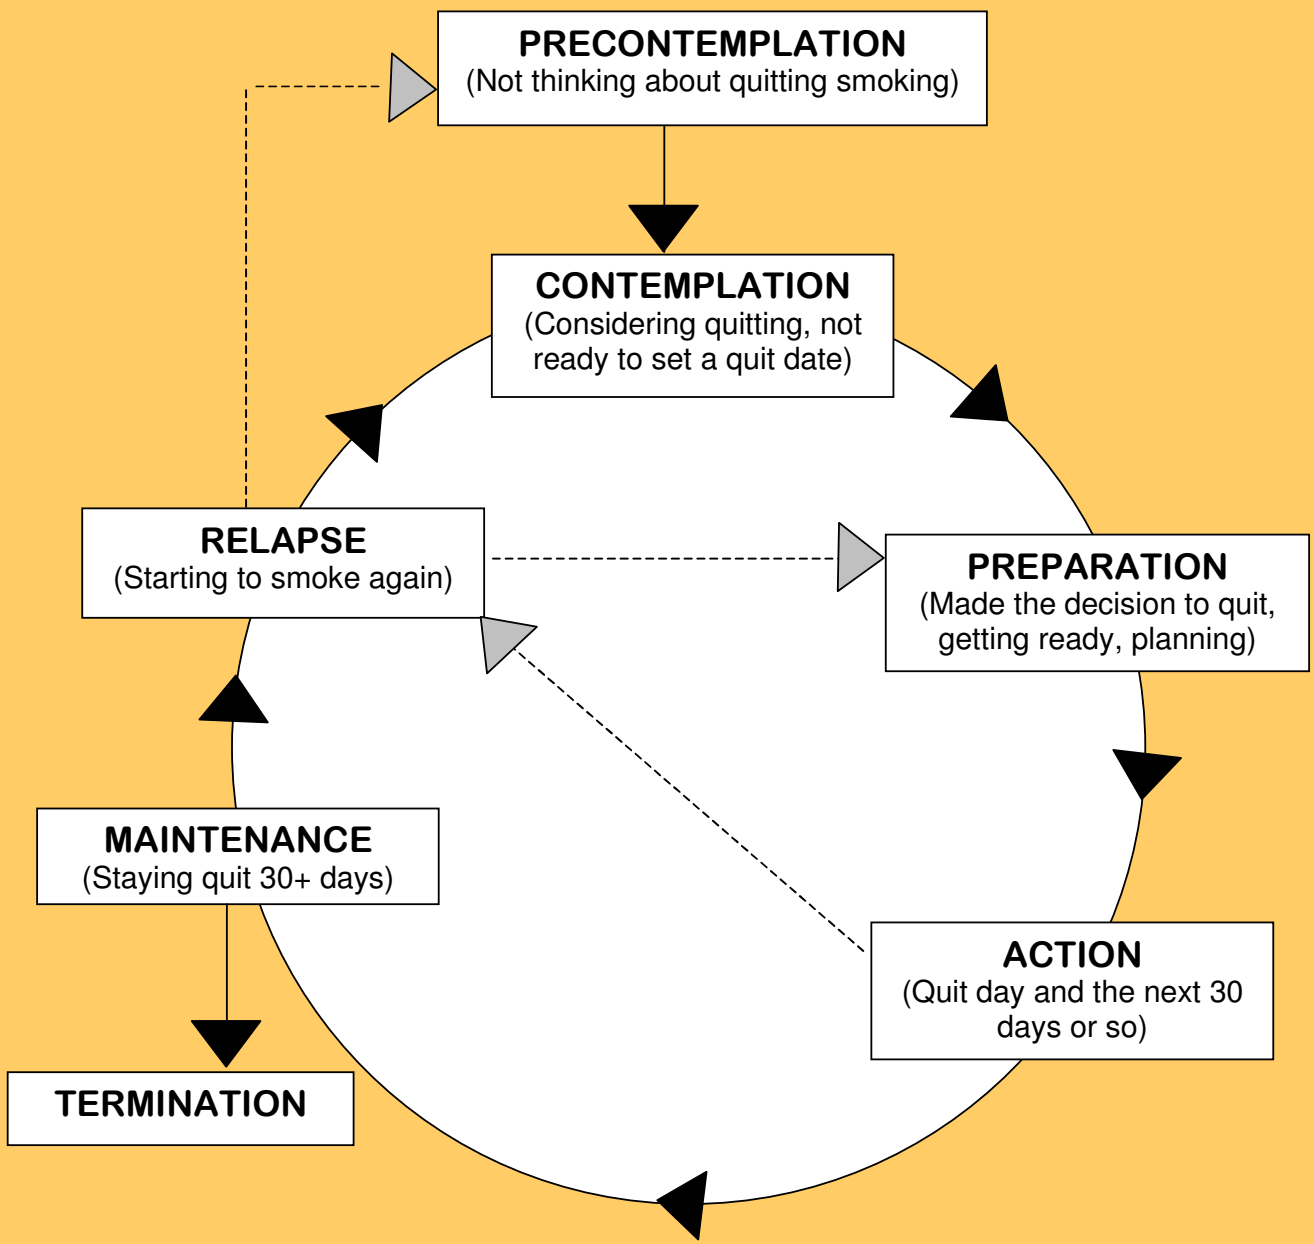 PRECONTEMPLATION
(Not thinking about quitting smoking)
CONTEMPLATION
(Considering quitting, not
ready to set a quit date)
RELAPSE
(Starting to smoke again)
PREPARATION
(Made the decision to quit,
getting ready, planning)
MAINTENANCE
(Staying quit 30+ days)
ACTION
(Quit day and the next 30
days or so)
TERMINATION